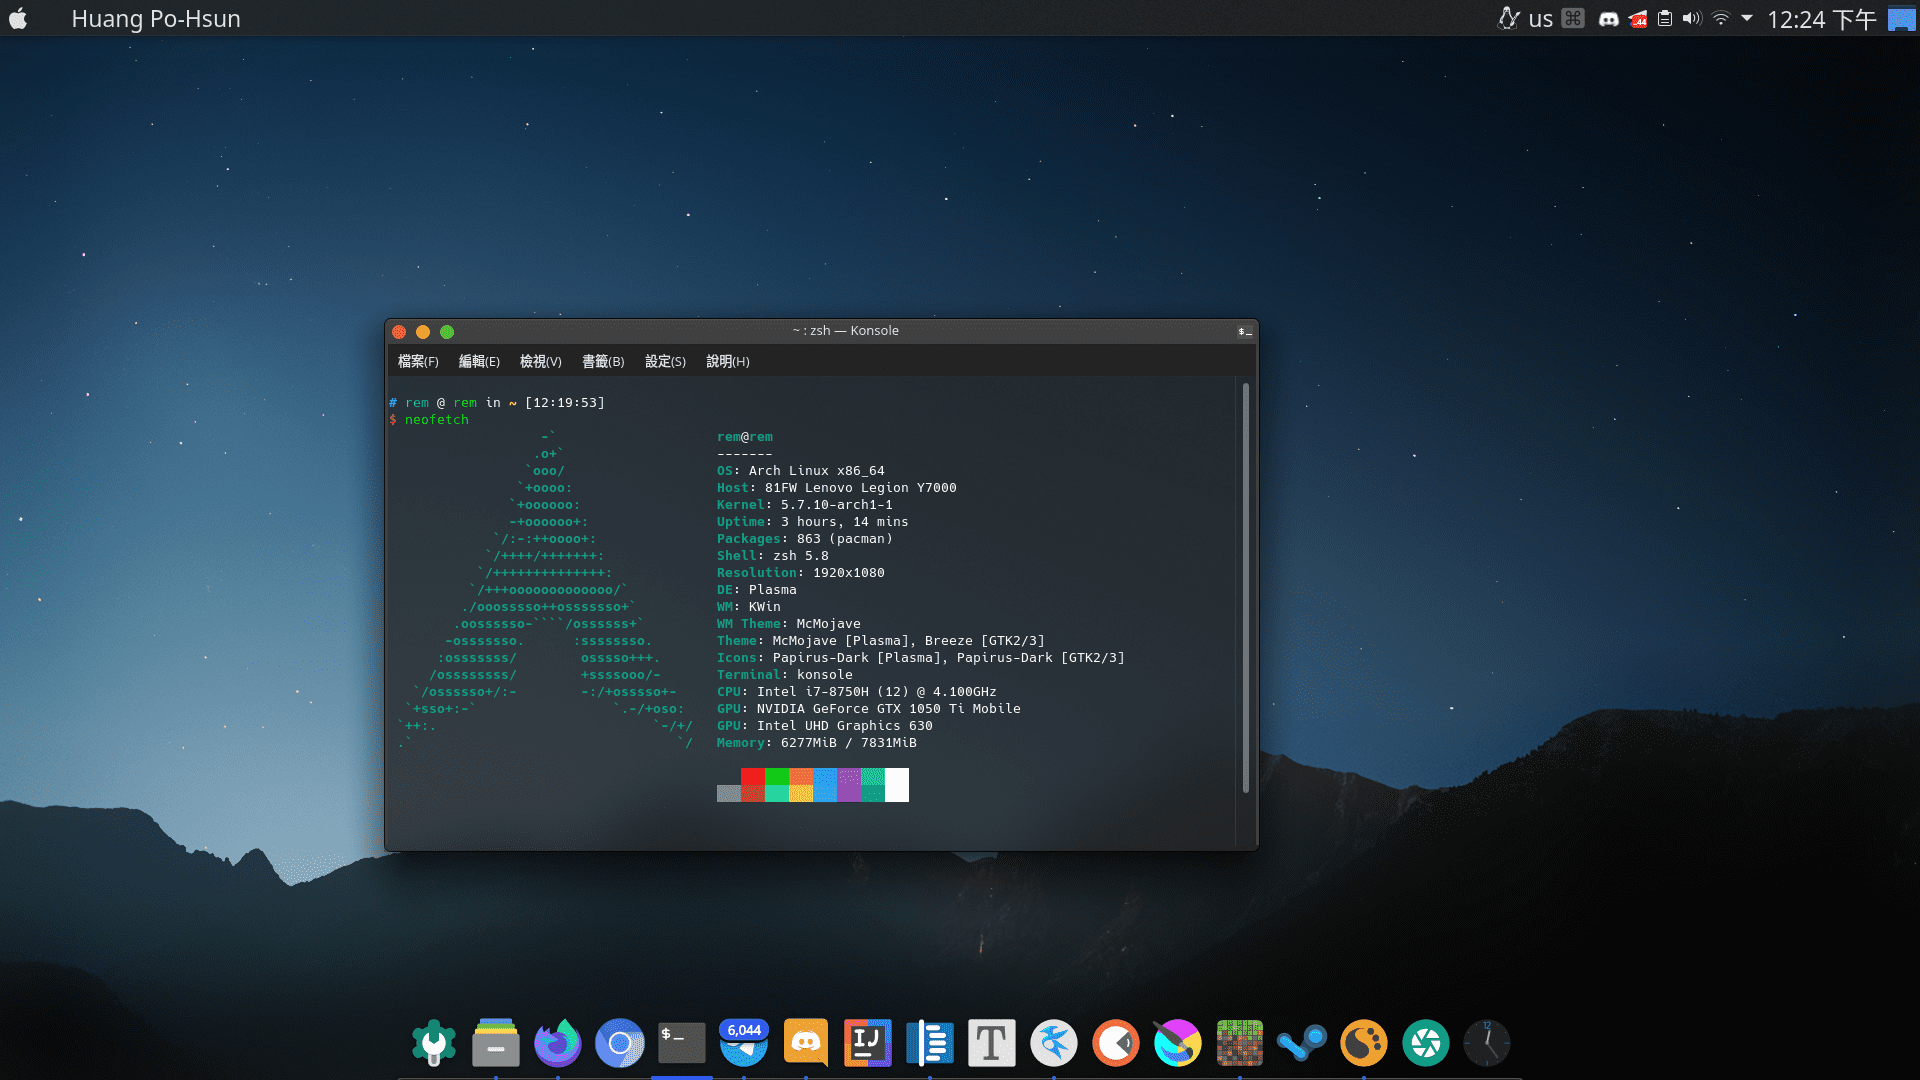 Huang Po-Hsun
us
44
12:24 下午
~ : zsh — Konsole
$_
檔案(F) 編輯(E) 檢視(V) 書籤(B) 設定(S) 說明(H)
# rem @ rem in ~ [12:19:53]
$ neofetch
-`
.o+`
`ooo/
`+oooo:
`+oooooo:
-+oooooo+:
`/:-:++oooo+:
`/++++/+++++++:
`/++++++++++++++:
`/+++ooooooooooooo/`
./ooosssso++osssssso+`
.oossssso-````/ossssss+`
-osssssso. :ssssssso.
:osssssss/ osssso+++.
/ossssssss/ +ssssooo/-
`/ossssso+/:- -:/+osssso+-
`+sso+:-` `.-/+oso:
`++:. `-/+/
.` `/
rem@rem
-------
OS: Arch Linux x86_64
Host: 81FW Lenovo Legion Y7000
Kernel: 5.7.10-arch1-1
Uptime: 3 hours, 14 mins
Packages: 863 (pacman)
Shell: zsh 5.8
Resolution: 1920x1080
DE: Plasma
WM: KWin
WM Theme: McMojave
Theme: McMojave [Plasma], Breeze [GTK2/3]
Icons: Papirus-Dark [Plasma], Papirus-Dark [GTK2/3]
Terminal: konsole
CPU: Intel i7-8750H (12) @ 4.100GHz
GPU: NVIDIA GeForce GTX 1050 Ti Mobile
GPU: Intel UHD Graphics 630
Memory: 6277MiB / 7831MiB
$_
6,044
IJ
T
12